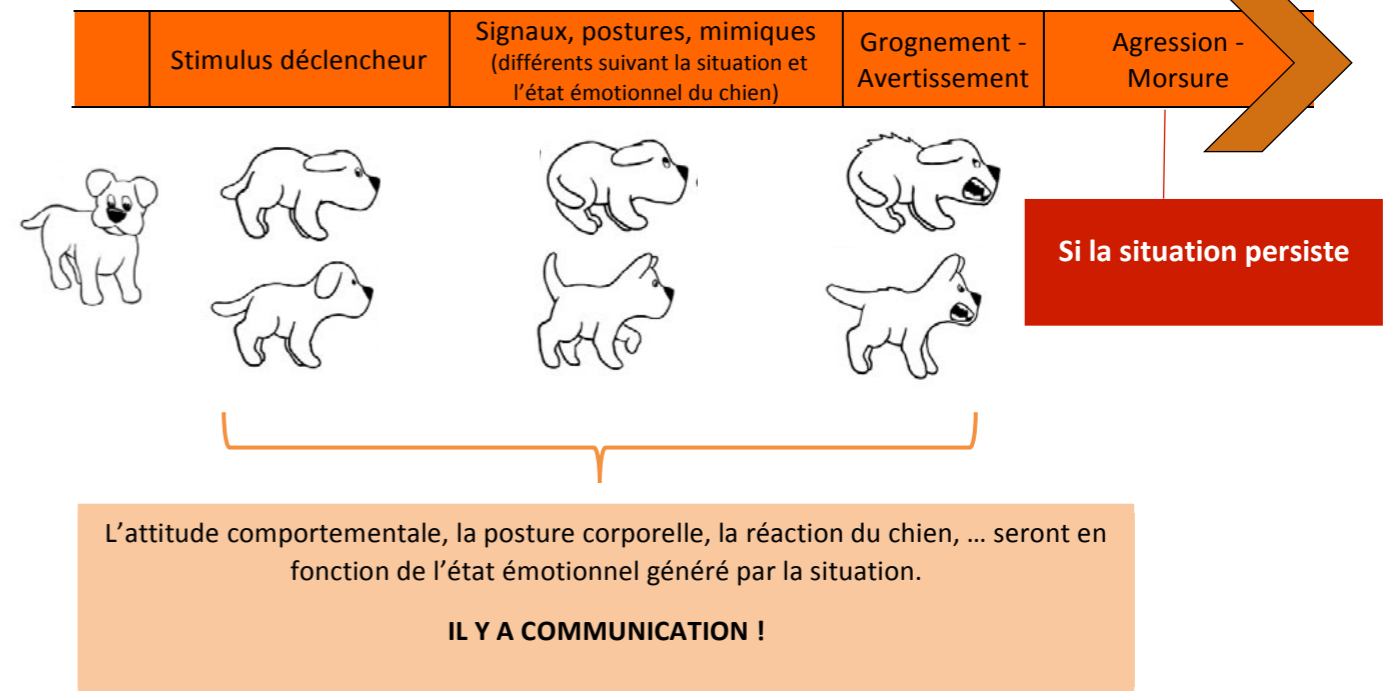 Stimulus déclencheur
Signaux, postures, mimiques
(différents suivant la situation et
l’état émotionnel du chien)
Grognement -
Avertissement
Agression -
Morsure
Si la situation persiste
L’attitude comportementale, la posture corporelle, la réaction du chien, … seront en
fonction de l’état émotionnel généré par la situation.
IL Y A COMMUNICATION !